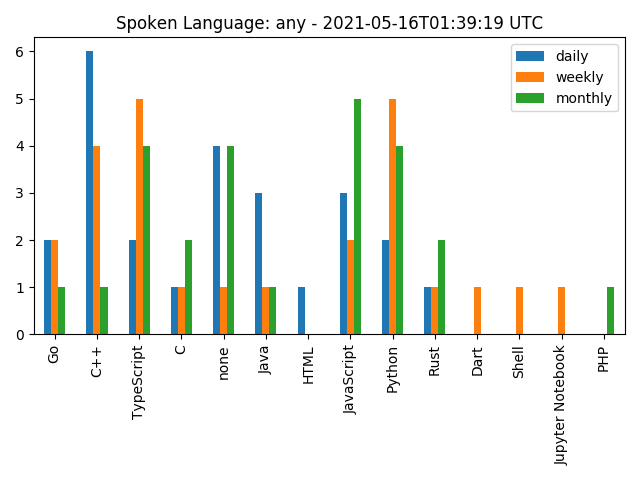 Spoken Language: any - 2021-05-16T01:39:19 UTC
daily
weekly
monthly
6
5
4
3
2
1
0
Go
C++
TypeScript
C
none
Java
HTML
JavaScript
Python
Rust
Dart
Shell
Jupyter Notebook
PHP